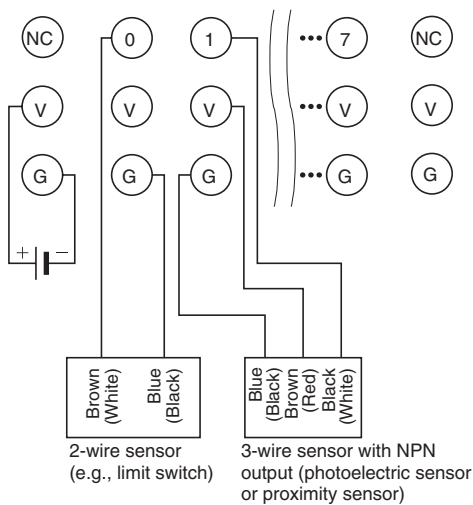 NC 0 1 •••7 NC
V V V •••V V
G G G •••G G
+ −
Brown
(White)
Blue
(Black)
Blue
(Black)
Brown
(Red)
Black
(White)
2-wire sensor
(e.g., limit switch)
3-wire sensor with NPN
output (photoelectric sensor
or proximity sensor)